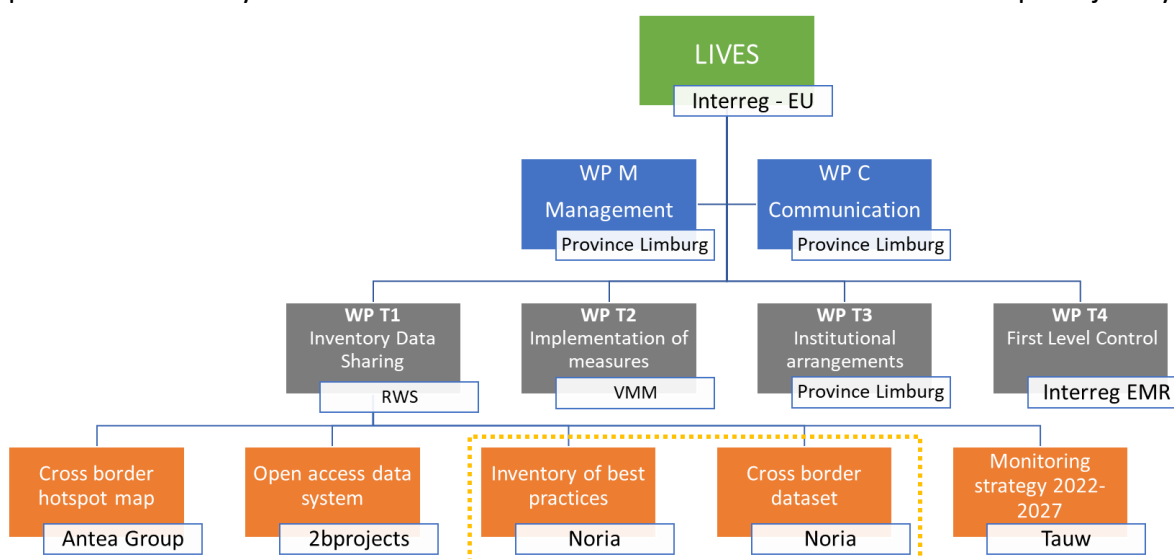 LIVES
Interreg - EU
WP M
Management
Province Limburg
WP C
Communication
Province Limburg
WP T1
Inventory Data
Sharing
RWS
WP T2
Implementation of
measures
VMM
WP T3
Institutional
arrangements
Province Limburg
WP T4
First Level Control
Interreg EMR
Cross border
hotspot map
Antea Group
Open access data
system
2bprojects
Inventory of best
practices
Noria
Cross border
dataset
Noria
Monitoring
strategy 2022-
2027
Tauw